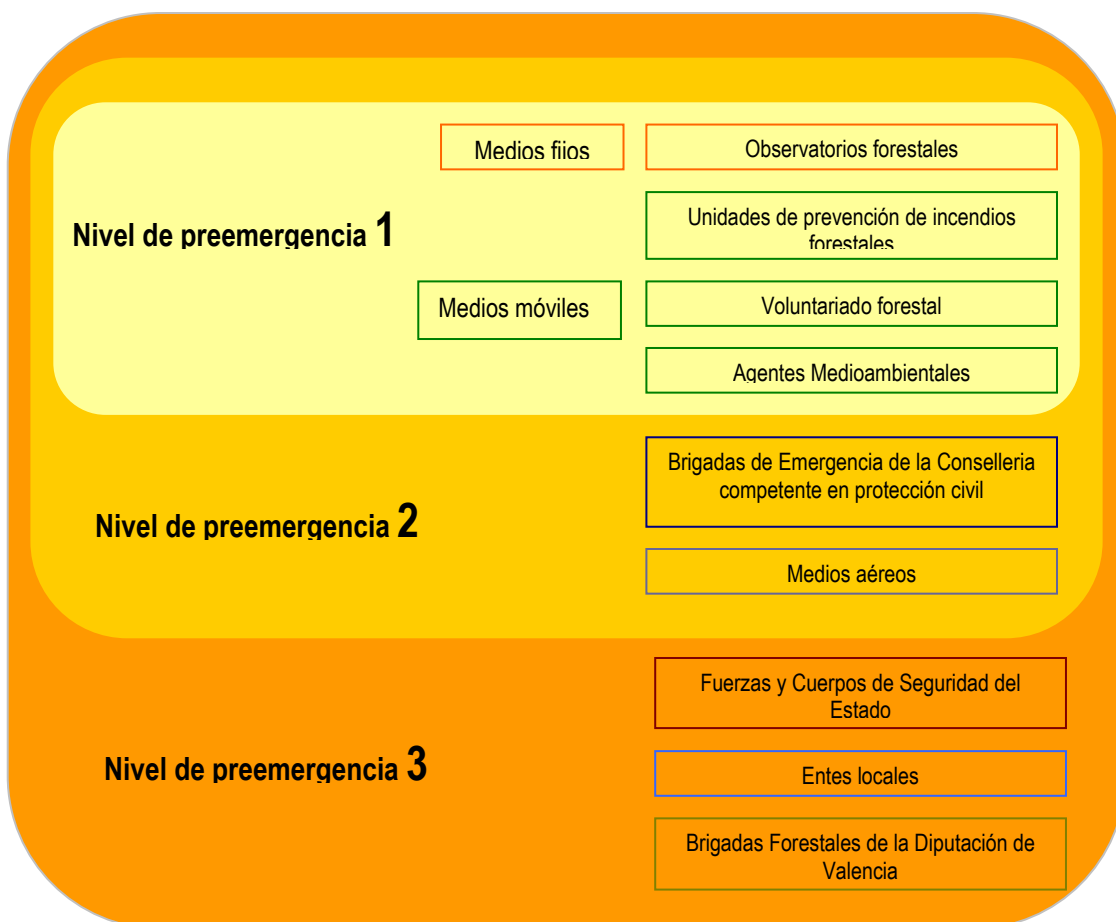 Medios fijos
Observatorios forestales
Nivel de preemergencia 1
Unidades de prevención de incendios
forestales
Medios móviles
Voluntariado forestal
Agentes Medioambientales
Brigadas de Emergencia de la Conselleria
competente en protección civil
Nivel de preemergencia 2
Medios aéreos
Fuerzas y Cuerpos de Seguridad del
Estado
Nivel de preemergencia 3
Entes locales
Brigadas Forestales de la Diputación de
Valencia